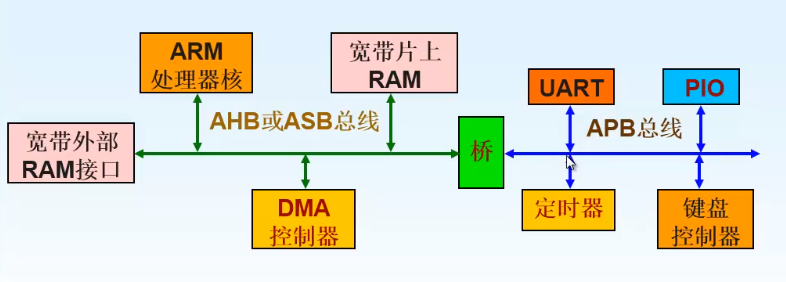 ARM
处理器核
宽带片上
RAM
UART
PIO
AHB或ASB总线
APB总线
宽带外部
RAM接口
桥
DMA
控制器
定时器
键盘
控制器